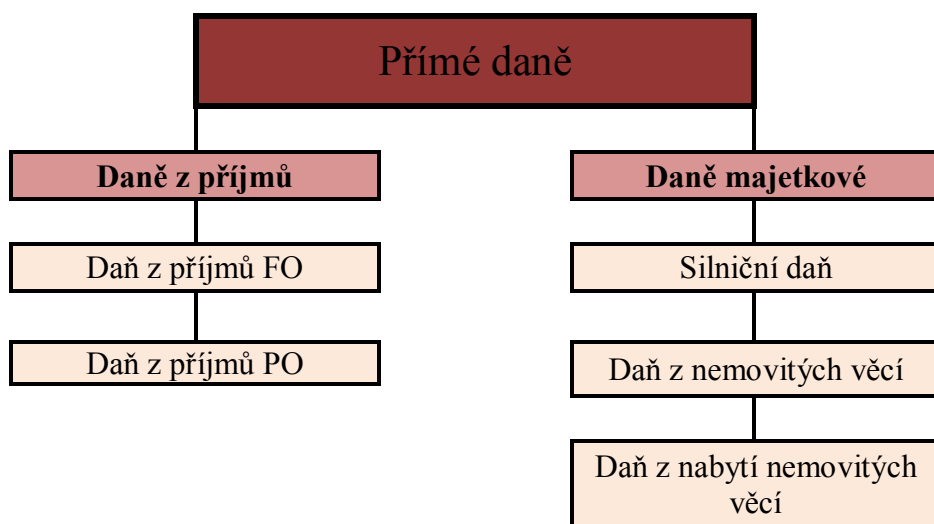 Přímé daně
Daně z příjmů
Daně majetkové
Daň z příjmů FO
Silniční daň
Daň z příjmů PO
Daň z nemovitých věcí
Daň z nabytí nemovitých
věcí